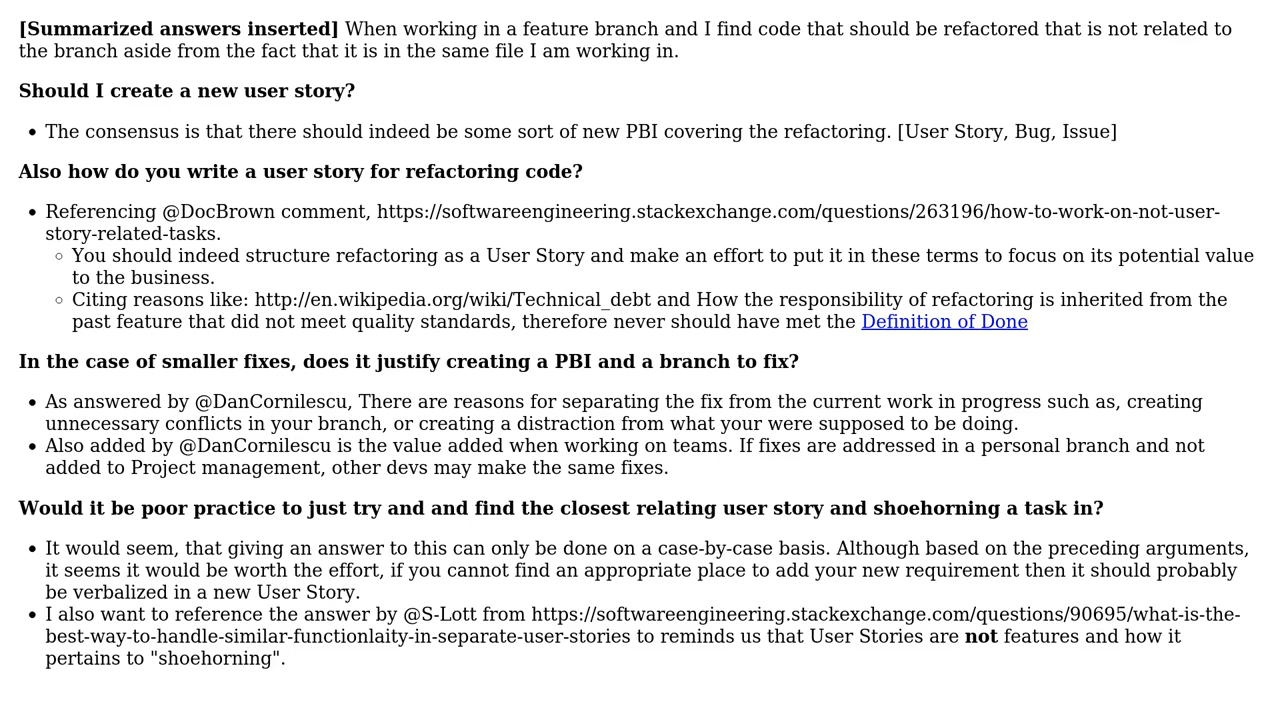 [Summarized answers inserted] When working in a feature branch and I find code that should be refactored that is not related to
the branch aside from the fact that it is in the same file I am working in.
Should I create a new user story?
• The consensus is that there should indeed be some sort of new PBI covering the refactoring. [User Story, Bug, Issue]
Also how do you write a user story for refactoring code?
• Referencing @DocBrown comment, https://softwareengineering.stackexchange.com/questions/263196/how-to-work-on-not-user-
story-related-tasks.
◦ You should indeed structure refactoring as a User Story and make an effort to put it in these terms to focus on its potential value
to the business.
◦ Citing reasons like: http://en.wikipedia.org/wiki/Technical_debt and How the responsibility of refactoring is inherited from the
past feature that did not meet quality standards, therefore never should have met the Definition of Done
In the case of smaller fixes, does it justify creating a PBI and a branch to fix?
• As answered by @DanCornilescu, There are reasons for separating the fix from the current work in progress such as, creating
unnecessary conflicts in your branch, or creating a distraction from what your were supposed to be doing.
• Also added by @DanCornilescu is the value added when working on teams. If fixes are addressed in a personal branch and not
added to Project management, other devs may make the same fixes.
Would it be poor practice to just try and and find the closest relating user story and shoehorning a task in?
• It would seem, that giving an answer to this can only be done on a case-by-case basis. Although based on the preceding arguments,
it seems it would be worth the effort, if you cannot find an appropriate place to add your new requirement then it should probably
be verbalized in a new User Story.
• I also want to reference the answer by @S-Lott from https://softwareengineering.stackexchange.com/questions/90695/what-is-the-
best-way-to-handle-similar-functionlaity-in-separate-user-stories to reminds us that User Stories are not features and how it
pertains to "shoehorning".